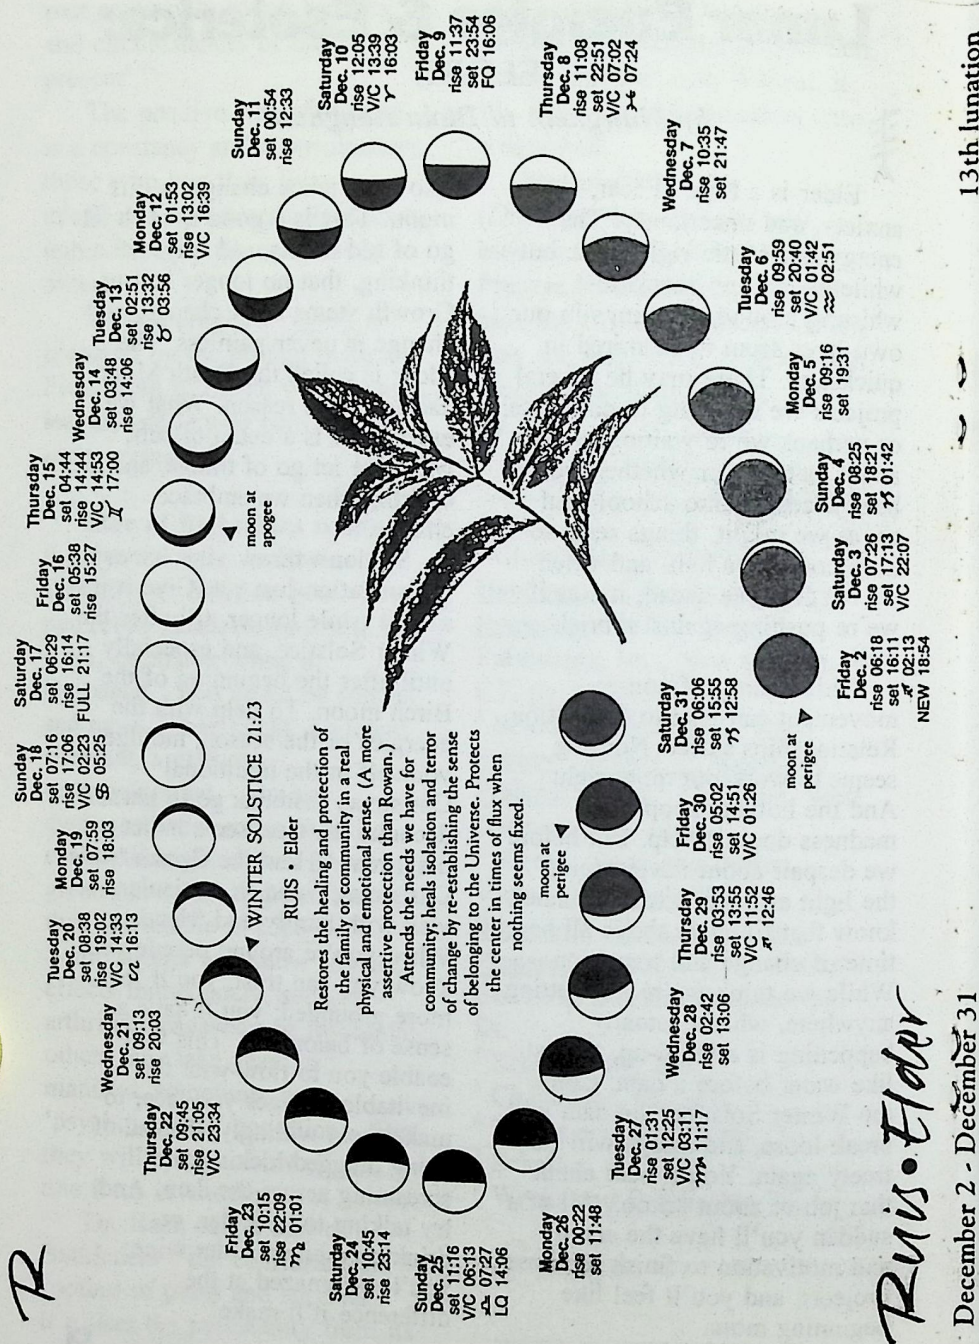 R
Friday
Dec. 2
rise 06:18
set 16:11
♐ 02:13
NEW 18:54
Saturday
Dec. 3
rise 07:26
set 17:13
V/C 22:07
Sunday
Dec. 4
rise 08:25
set 18:21
♑ 01:42
Monday
Dec. 5
rise 09:16
set 19:31
Tuesday
Dec. 6
rise 09:59
set 20:40
V/C 01:42
♒ 02:51
Wednesday
Dec. 7
rise 10:35
set 21:47
Thursday
Dec. 8
rise 11:08
set 22:51
V/C 07:02
♓ 07:24
Friday
Dec. 9
rise 11:37
set 23:54
FQ 16:06
Saturday
Dec. 10
rise 12:05
V/C 13:39
♈ 16:03
Sunday
Dec. 11
set 00:54
rise 12:33
Monday
Dec. 12
set 01:53
rise 13:02
V/C 16:39
Tuesday
Dec. 13
set 02:51
rise 13:32
♉ 03:56
Wednesday
Dec. 14
set 03:48
rise 14:06
Thursday
Dec. 15
set 04:44
rise 14:44
V/C 14:53
♊ 17:00
Friday
Dec. 16
set 05:38
rise 15:27
Saturday
Dec. 17
set 06:29
rise 16:14
FULL 21:17
Sunday
Dec. 18
set 07:16
rise 17:06
V/C 02:23
♋ 05:25
Monday
Dec. 19
set 07:59
rise 18:03
Tuesday
Dec. 20
set 08:38
rise 19:02
V/C 14:33
♌ 16:13
Wednesday
Dec. 21
set 09:13
rise 20:03
Thursday
Dec. 22
set 09:45
rise 21:05
V/C 23:34
Friday
Dec. 23
set 10:15
rise 22:09
♍ 01:01
Saturday
Dec. 24
set 10:45
rise 23:14
Sunday
Dec. 25
set 11:16
V/C 06:13
♎ 07:27
LQ 14:06
Monday
Dec. 26
rise 00:22
set 11:48
Tuesday
Dec. 27
rise 01:31
set 12:25
V/C 03:11
♏ 11:17
Wednesday
Dec. 28
rise 02:42
set 13:06
Thursday
Dec. 29
rise 03:53
set 13:55
V/C 11:52
♐ 12:46
Friday
Dec. 30
rise 05:02
set 14:51
V/C 01:26
Saturday
Dec. 31
rise 06:06
set 15:55
♑ 12:58
moon at
apogee
◀ WINTER SOLSTICE 21:23
RUIS • Elder
Restores the healing and protection of
the family or community in a real
physical and emotional sense. (A more
assertive protection than Rowan.)
Attends the needs we have for
community; heals isolation and terror
of change by re-establishing the sense
of belonging to the Universe. Protects
the center in times of flux when
nothing seems fixed.
moon at
perigee
moon at
perigee
Ruis • Elder
December 2 - December 31
13th lunation